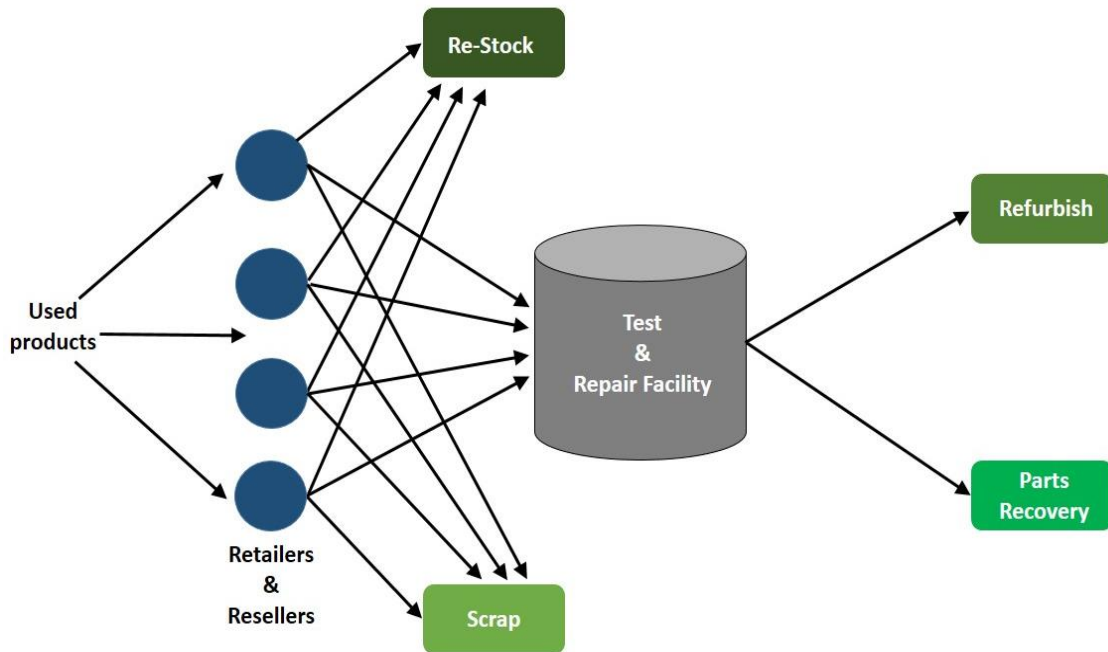 Re-Stock
Used
products
Retailers
&
Resellers
Test
&
Repair Facility
Scrap
Refurbish
Parts
Recovery